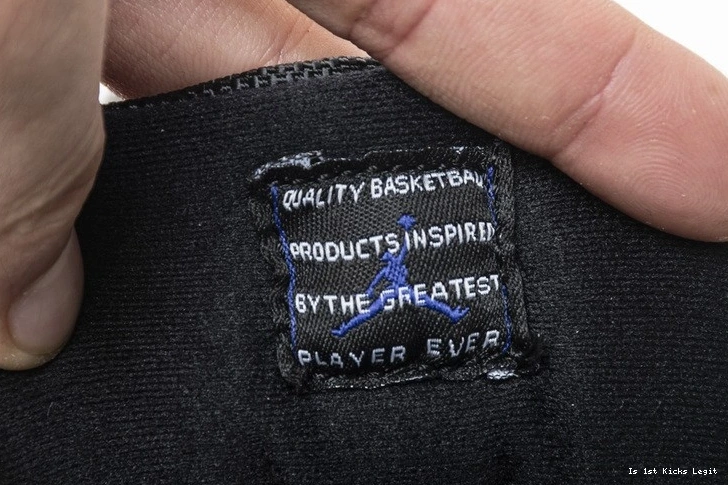 QUALITY BASKETBALL
PRODUCTS INSPIRED
BY THE GREATEST
PLAYER EVER
Is 1st Kicks Legit